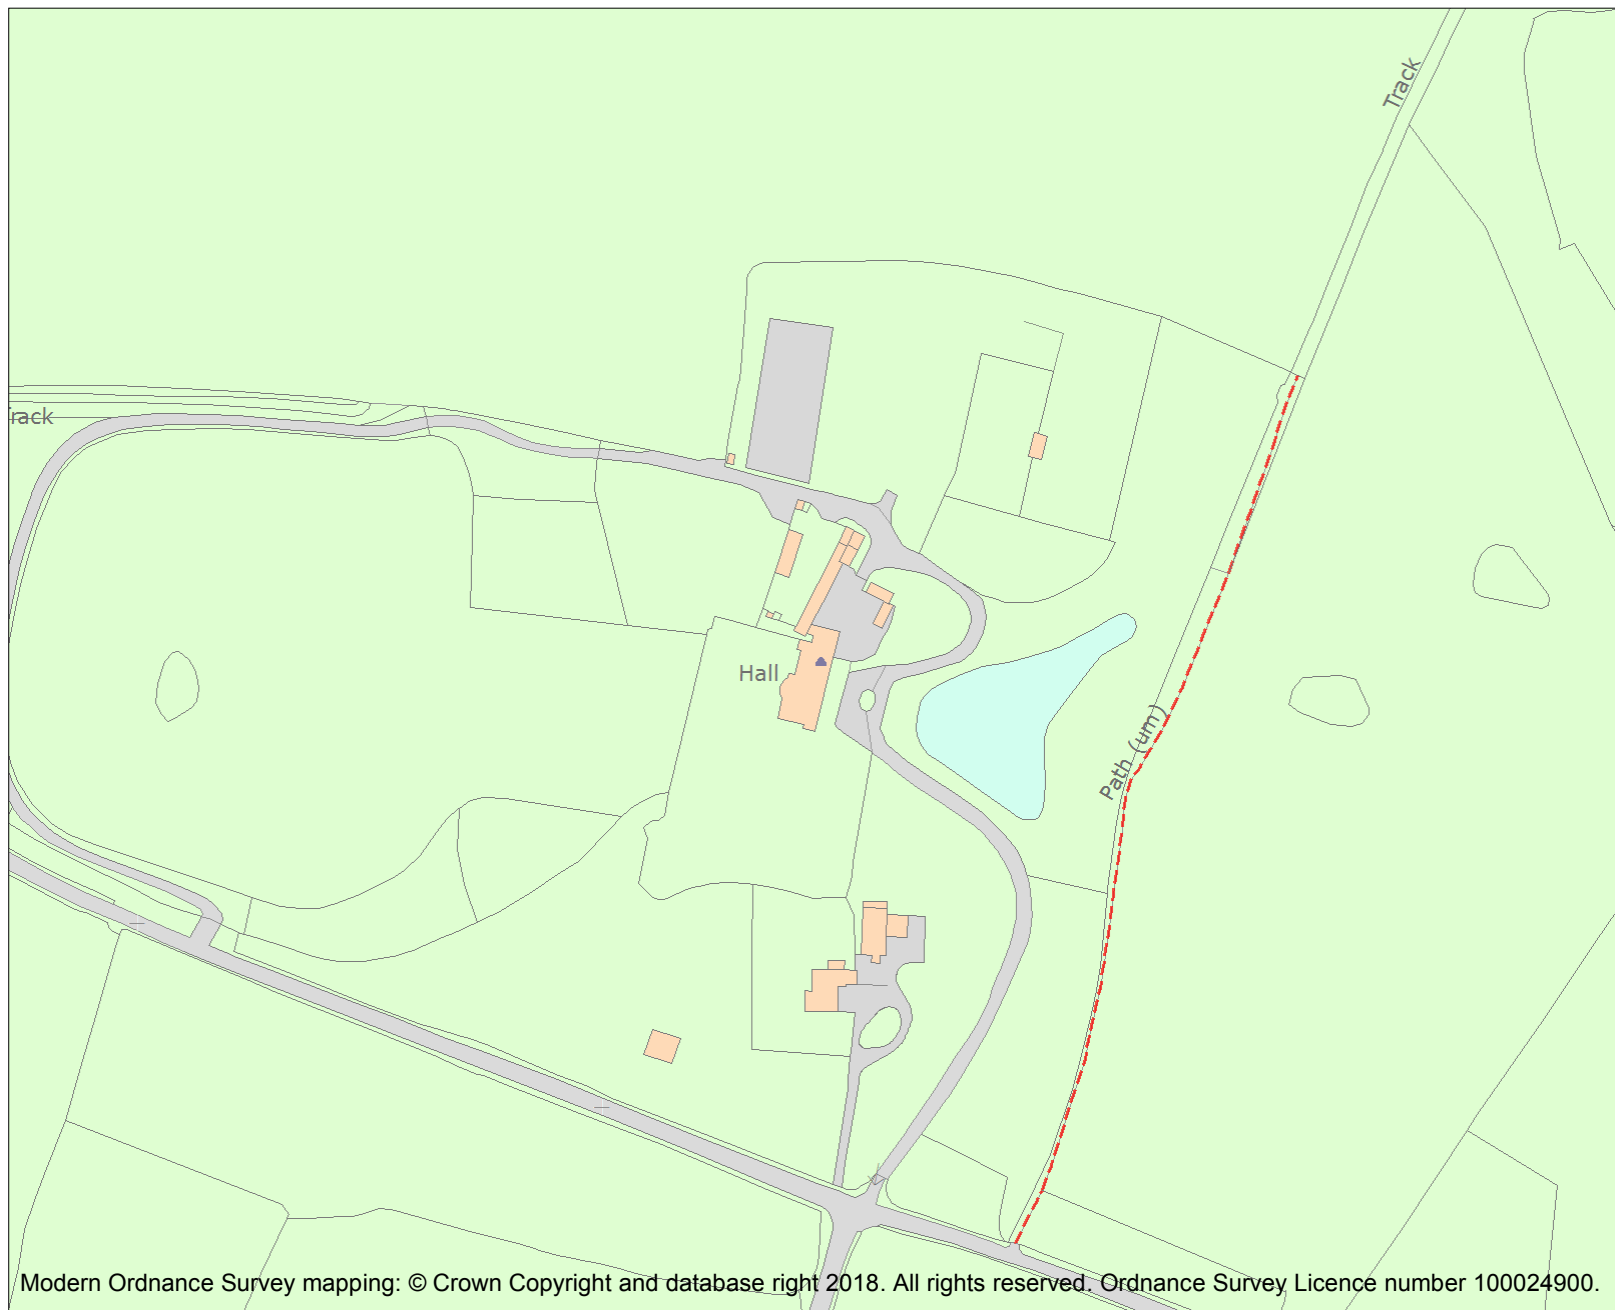 Track
Track
Hall
Path (um)
Modern Ordnance Survey mapping: © Crown Copyright and database right 2018. All rights reserved. Ordnance Survey Licence number 100024900.